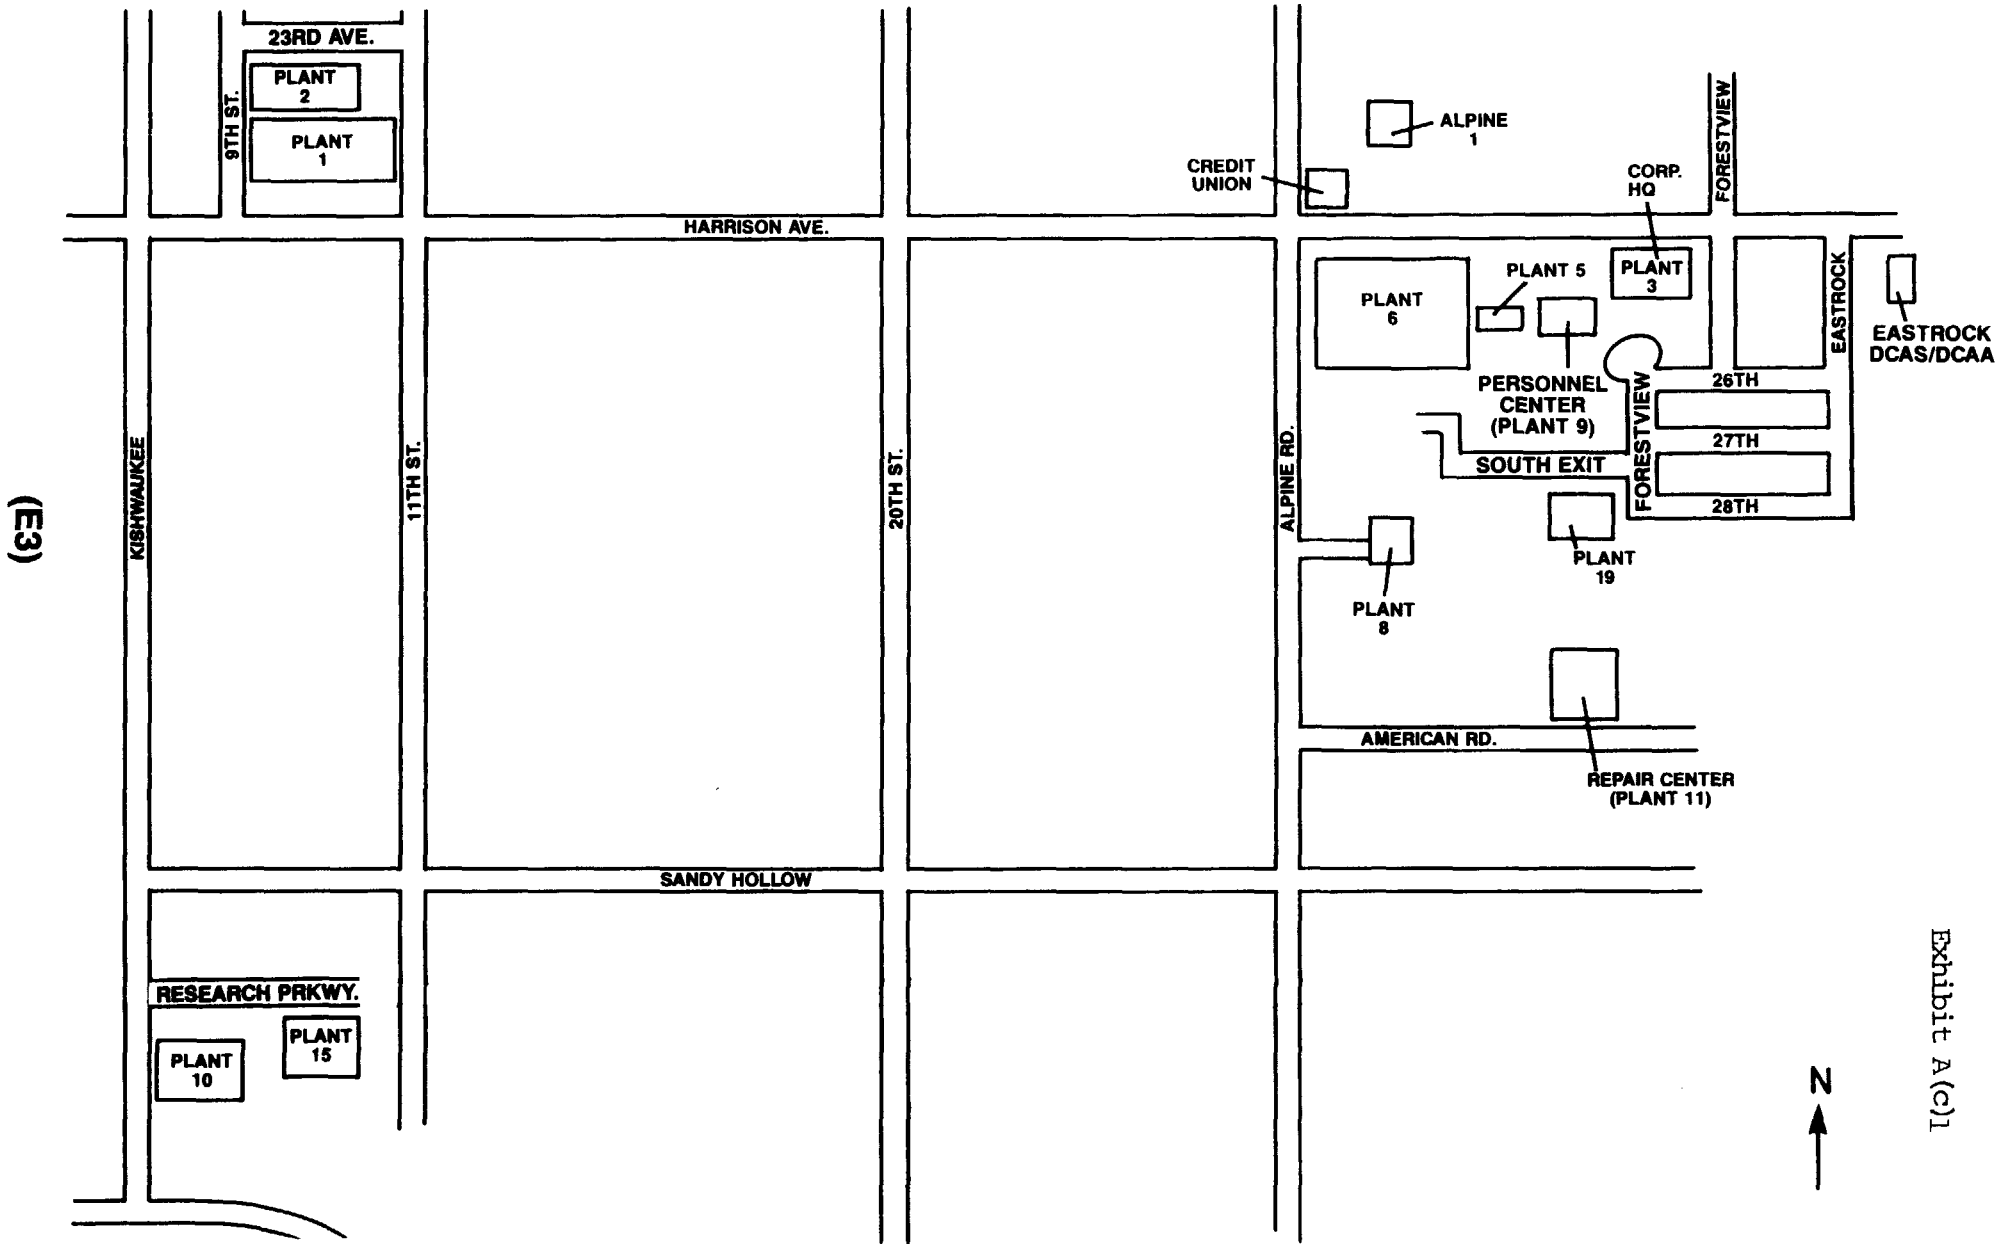 23RD AVE.
PLANT
2
9TH ST.
PLANT
1
ALPINE
1
CREDIT
UNION
CORP.
HQ
FORESTVIEW
HARRISON AVE.
PLANT
6
PLANT 5
PLANT
3
EASTROCK
EASTROCK
DCAS/DCAA
PERSONNEL
CENTER
(PLANT 9)
26TH
FORESTVIEW
27TH
SOUTH EXIT
28TH
KISHWAUKEE
11TH ST.
20TH ST.
ALPINE RD.
(E3)
PLANT
19
PLANT
8
AMERICAN RD.
REPAIR CENTER
(PLANT 11)
SANDY HOLLOW
RESEARCH PRKWY.
PLANT
15
PLANT
10
Exhibit A(c)1
N